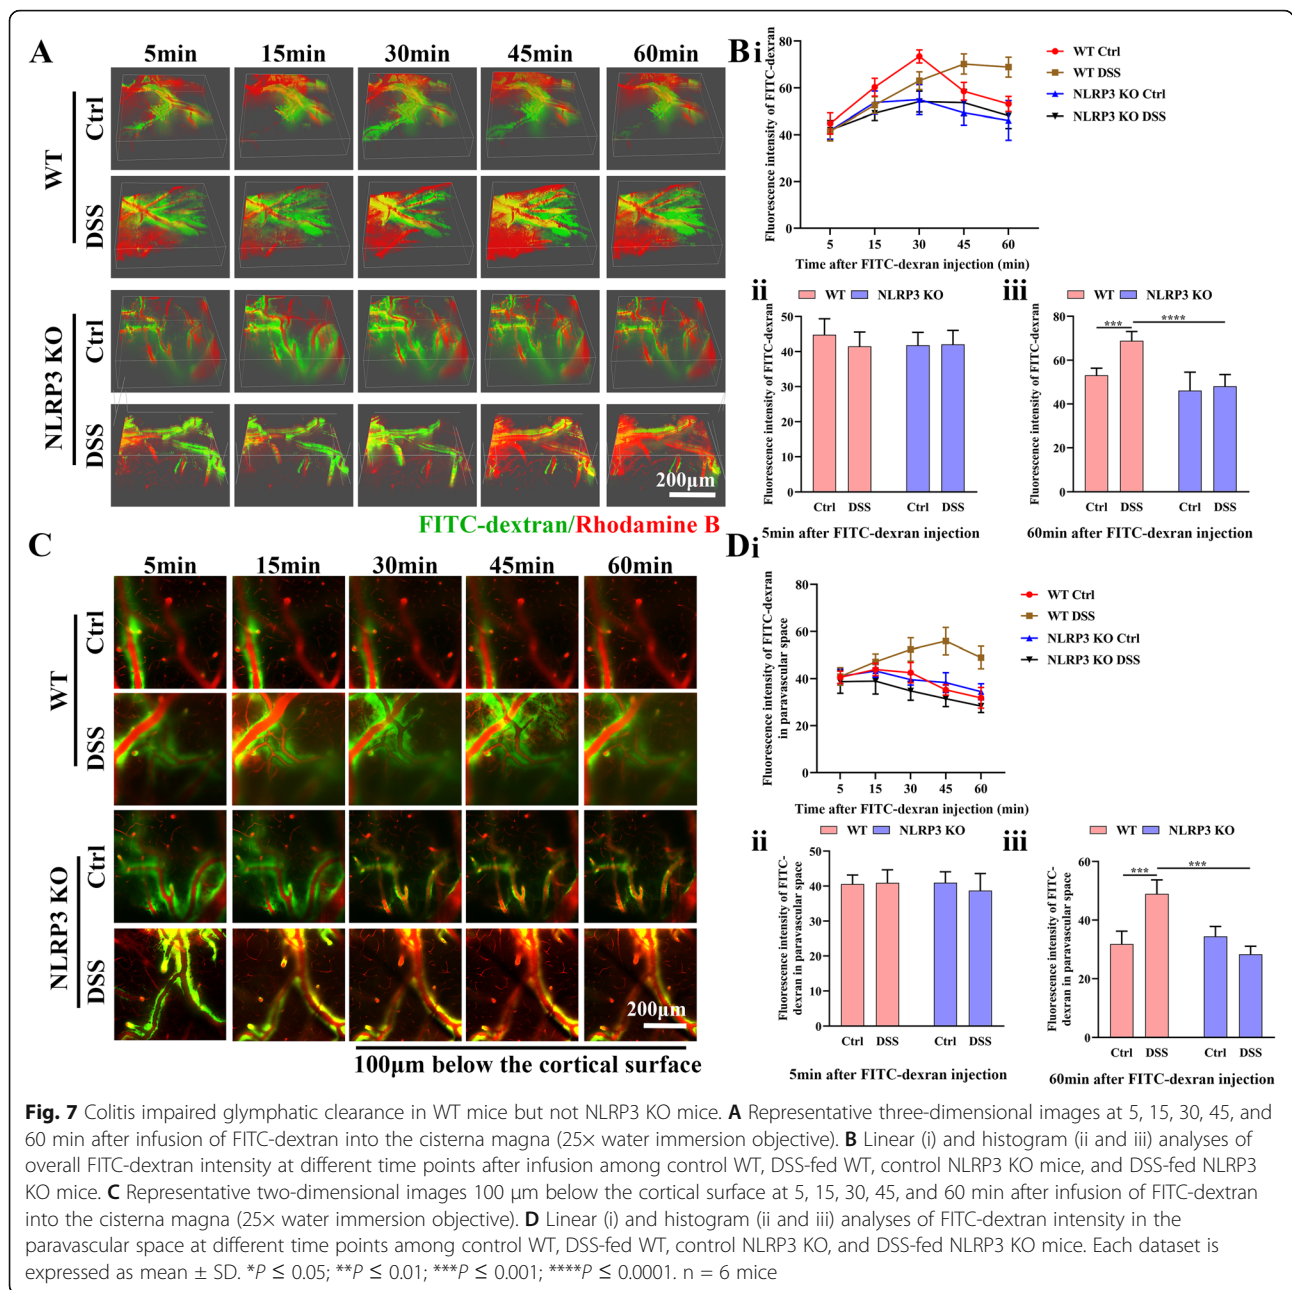 A
5min 15min 30min 45min 60min
WT
Ctrl
DSS
NLRP3 KO
Ctrl
DSS
200μm
FITC-dextran/Rhodamine B
B i
Fluorescence intensity of FITC-dextran
80
60
40
20
0
5 15 30 45 60
Time after FITC-dexran injection (min)
WT Ctrl
WT DSS
NLRP3 KO Ctrl
NLRP3 KO DSS
ii
WT NLRP3 KO
Fluorescence intensity of FITC-dextran
50
40
30
20
10
0
Ctrl DSS Ctrl DSS
5min after FITC-dexran injection
iii
WT NLRP3 KO
Fluorescence intensity of FITC-dextran
80
60
40
20
0
*** ****
Ctrl DSS Ctrl DSS
60min after FITC-dexran injection
C
5min 15min 30min 45min 60min
WT
Ctrl
DSS
NLRP3 KO
Ctrl
DSS
200μm
100μm below the cortical surface
D i
Fluorescence intensity of FITC-dextran
in paravascular space
80
60
40
20
0
5 15 30 45 60
Time after FITC-dexran injection (min)
WT Ctrl
WT DSS
NLRP3 KO Ctrl
NLRP3 KO DSS
ii
WT NLRP3 KO
Fluorescence intensity of FITC-
dexran in paravascular space
50
40
30
20
10
0
Ctrl DSS Ctrl DSS
5min after FITC-dexran injection
iii
WT NLRP3 KO
Fluorescence intensity of FITC-
dexran in paravascular space
60
40
20
0
*** ***
Ctrl DSS Ctrl DSS
60min after FITC-dexran injection
Fig. 7 Colitis impaired glymphatic clearance in WT mice but not NLRP3 KO mice. A Representative three-dimensional images at 5, 15, 30, 45, and
60 min after infusion of FITC-dextran into the cisterna magna (25× water immersion objective). B Linear (i) and histogram (ii and iii) analyses of
overall FITC-dextran intensity at different time points after infusion among control WT, DSS-fed WT, control NLRP3 KO mice, and DSS-fed NLRP3
KO mice. C Representative two-dimensional images 100 μm below the cortical surface at 5, 15, 30, 45, and 60 min after infusion of FITC-dextran
into the cisterna magna (25× water immersion objective). D Linear (i) and histogram (ii and iii) analyses of FITC-dextran intensity in the
paravascular space at different time points among control WT, DSS-fed WT, control NLRP3 KO, and DSS-fed NLRP3 KO mice. Each dataset is
expressed as mean ± SD. *P ≤ 0.05; **P ≤ 0.01; ***P ≤ 0.001; ****P ≤ 0.0001. n = 6 mice